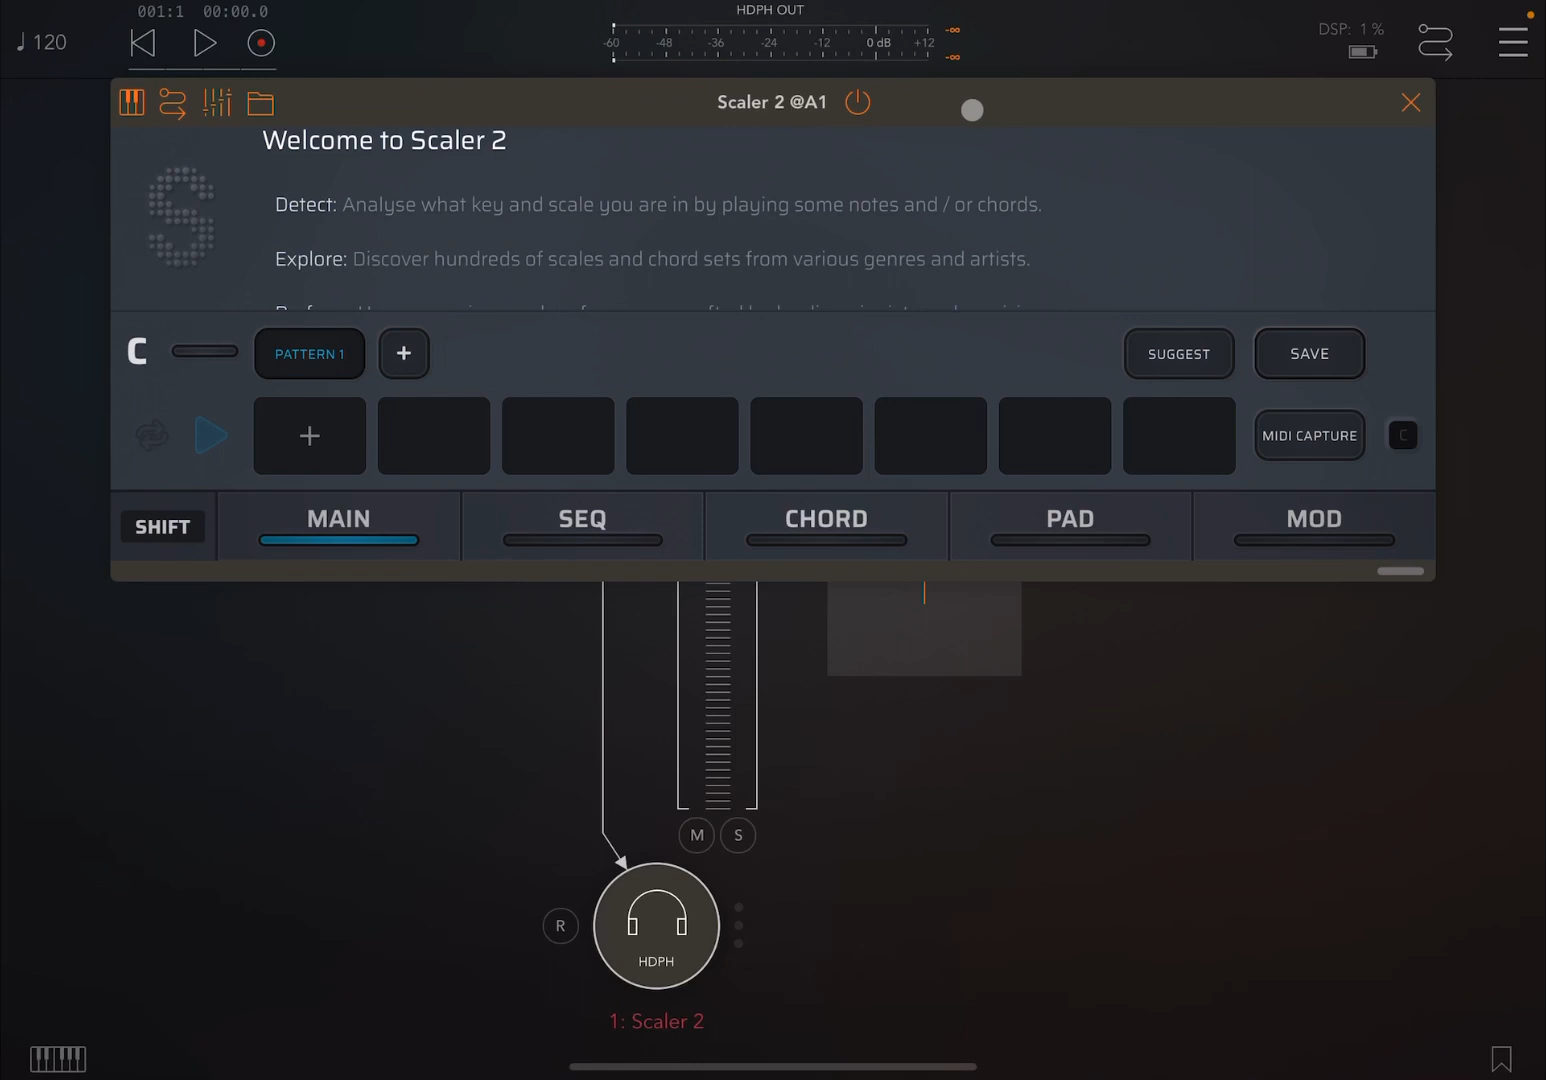 001:1 00:00.0
HDPH OUT
♩ 120
-60 -48 -36 -24 -12 0 dB +12
-∞
-∞
DSP: 1 %
Scaler 2 @A1
Welcome to Scaler 2
Detect: Analyse what key and scale you are in by playing some notes and / or chords.
Explore: Discover hundreds of scales and chord sets from various genres and artists.
C
PATTERN 1
+
SUGGEST
SAVE
+
MIDI CAPTURE
C
SHIFT
MAIN
SEQ
CHORD
PAD
MOD
M S
R
HDPH
1: Scaler 2